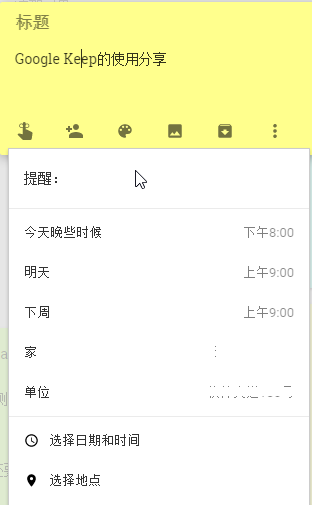 标题
Google Keep的使用分享
提醒：
今天晚些时候 下午8:00
明天 上午9:00
下周 上午9:00
家
单位
选择日期和时间
选择地点